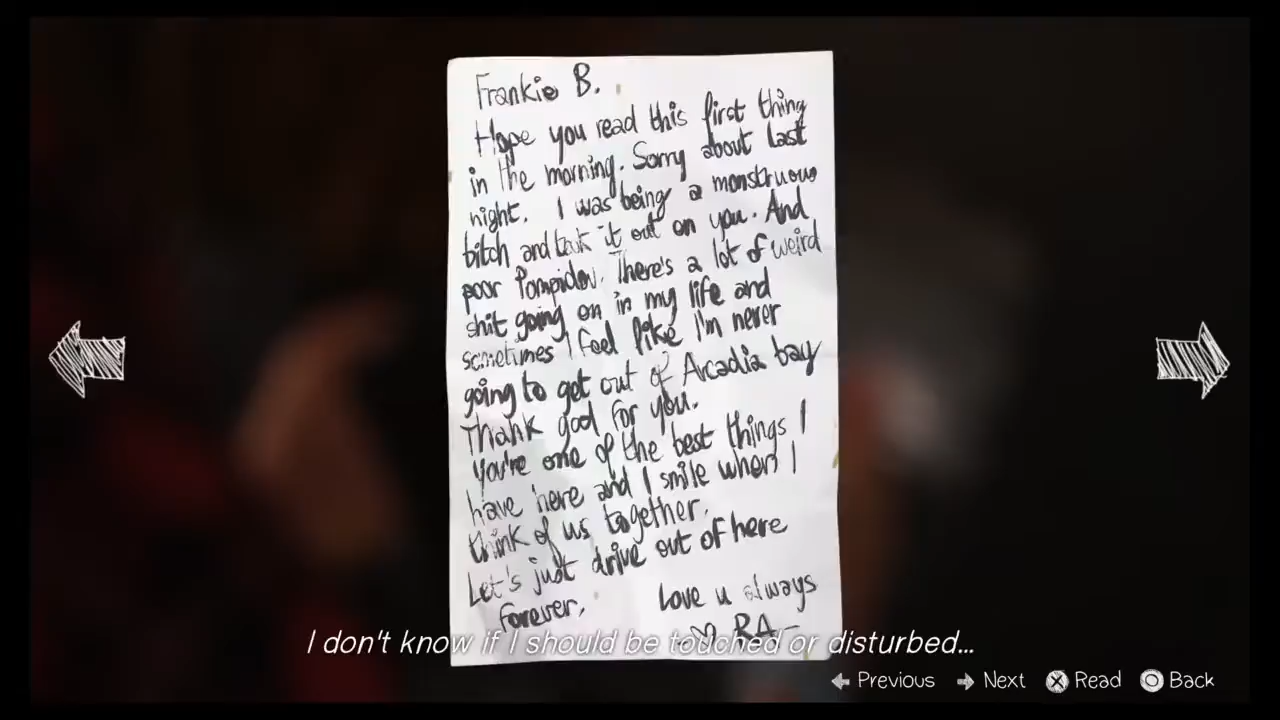 Frankie B.
Hope you read this first thing
in the morning. Sorry about last
night. I was being a monstruous
bitch and took it out on you. And
poor Pompidou. There's a lot of weird
shit going on in my life and
sometimes I feel like I'm never
going to get out of Arcadia bay
Thank god for you.
You're one of the best things I
have here and I smile when I
think of us together.
Let's just drive out of here
forever.
Love u always
♡ RA-
I don't know if I should be touched or disturbed...
Previous Next Read Back